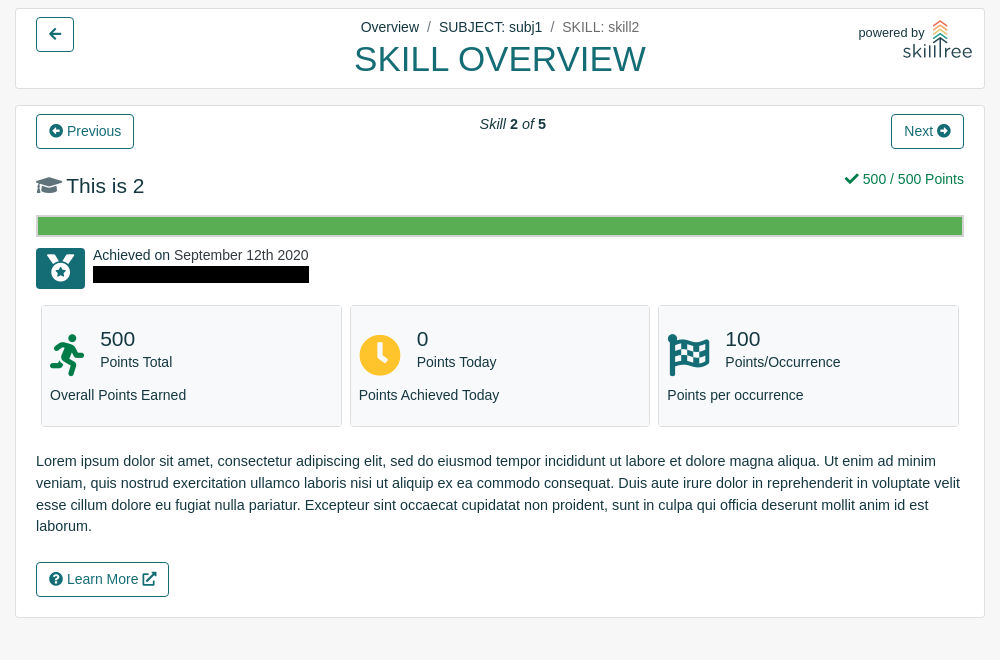 Overview / SUBJECT: subj1 / SKILL: skill2
SKILL OVERVIEW
powered by
skilltree
Previous
Skill 2 of 5
Next
This is 2
500 / 500 Points
Achieved on September 12th 2020
500
Points Total
Overall Points Earned
0
Points Today
Points Achieved Today
100
Points/Occurrence
Points per occurrence
Lorem ipsum dolor sit amet, consectetur adipiscing elit, sed do eiusmod tempor incididunt ut labore et dolore magna aliqua. Ut enim ad minim
veniam, quis nostrud exercitation ullamco laboris nisi ut aliquip ex ea commodo consequat. Duis aute irure dolor in reprehenderit in voluptate velit
esse cillum dolore eu fugiat nulla pariatur. Excepteur sint occaecat cupidatat non proident, sunt in culpa qui officia deserunt mollit anim id est
laborum.
Learn More